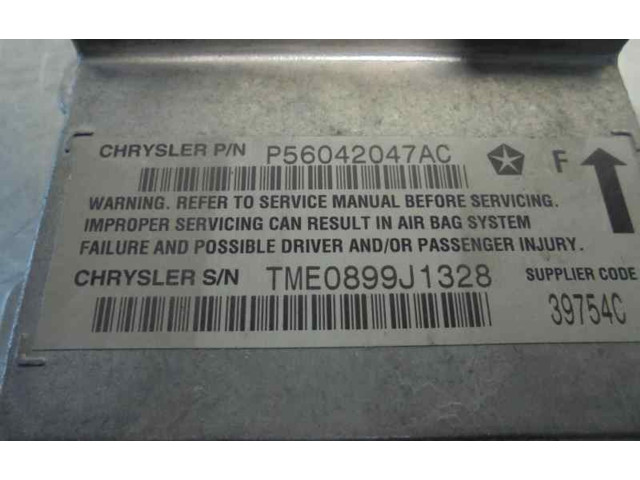 CHRYSLER P/N P56042047AC F
WARNING. REFER TO SERVICE MANUAL BEFORE SERVICING.
IMPROPER SERVICING CAN RESULT IN AIR BAG SYSTEM
FAILURE AND POSSIBLE DRIVER AND/OR PASSENGER INJURY.
CHRYSLER S/N TME0899J1328 SUPPLIER CODE
39754C